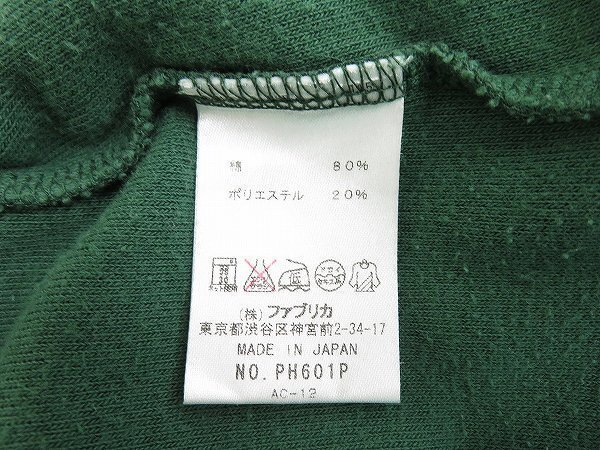 綿 80%
ポリエステル 20%
(株) ファブリカ
東京都渋谷区神宮前2-34-17
MADE IN JAPAN
NO. PH601P
AC-12